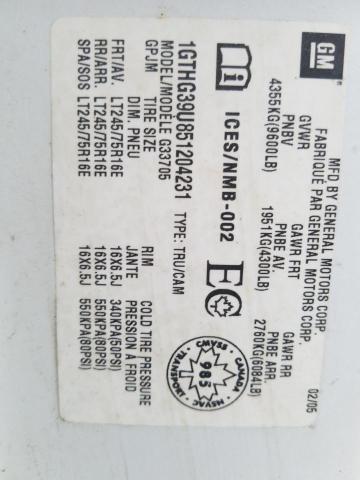 GM
MFD BY GENERAL MOTORS CORP.
FABRIQUÉ PAR GENERAL MOTORS CORP.
02/05
GVWR GAWR FRT GAWR RR
PNBV PNBE AV. PNBE ARR.
4355KG(9600LB) 1951KG(4300LB) 2760KG(6084LB)
i ICES/NMB-002 EC
CANADA
CMVSS
985
NSVAC
TRANSPORT
1GTHG39U851204231 TYPE: TRU/CAM
MODEL/MODÈLE G33705
GPJM TIRE SIZE RIM COLD TIRE PRESSURE
DIM. PNEU JANTE PRESSION À FROID
FRT/AV. LT245/75R16E 16X6.5J 340KPA(50PSI)
RR/ARR. LT245/75R16E 16X6.5J 550KPA(80PSI)
SPA/SOS LT245/75R16E 16X6.5J 550KPA(80PSI)